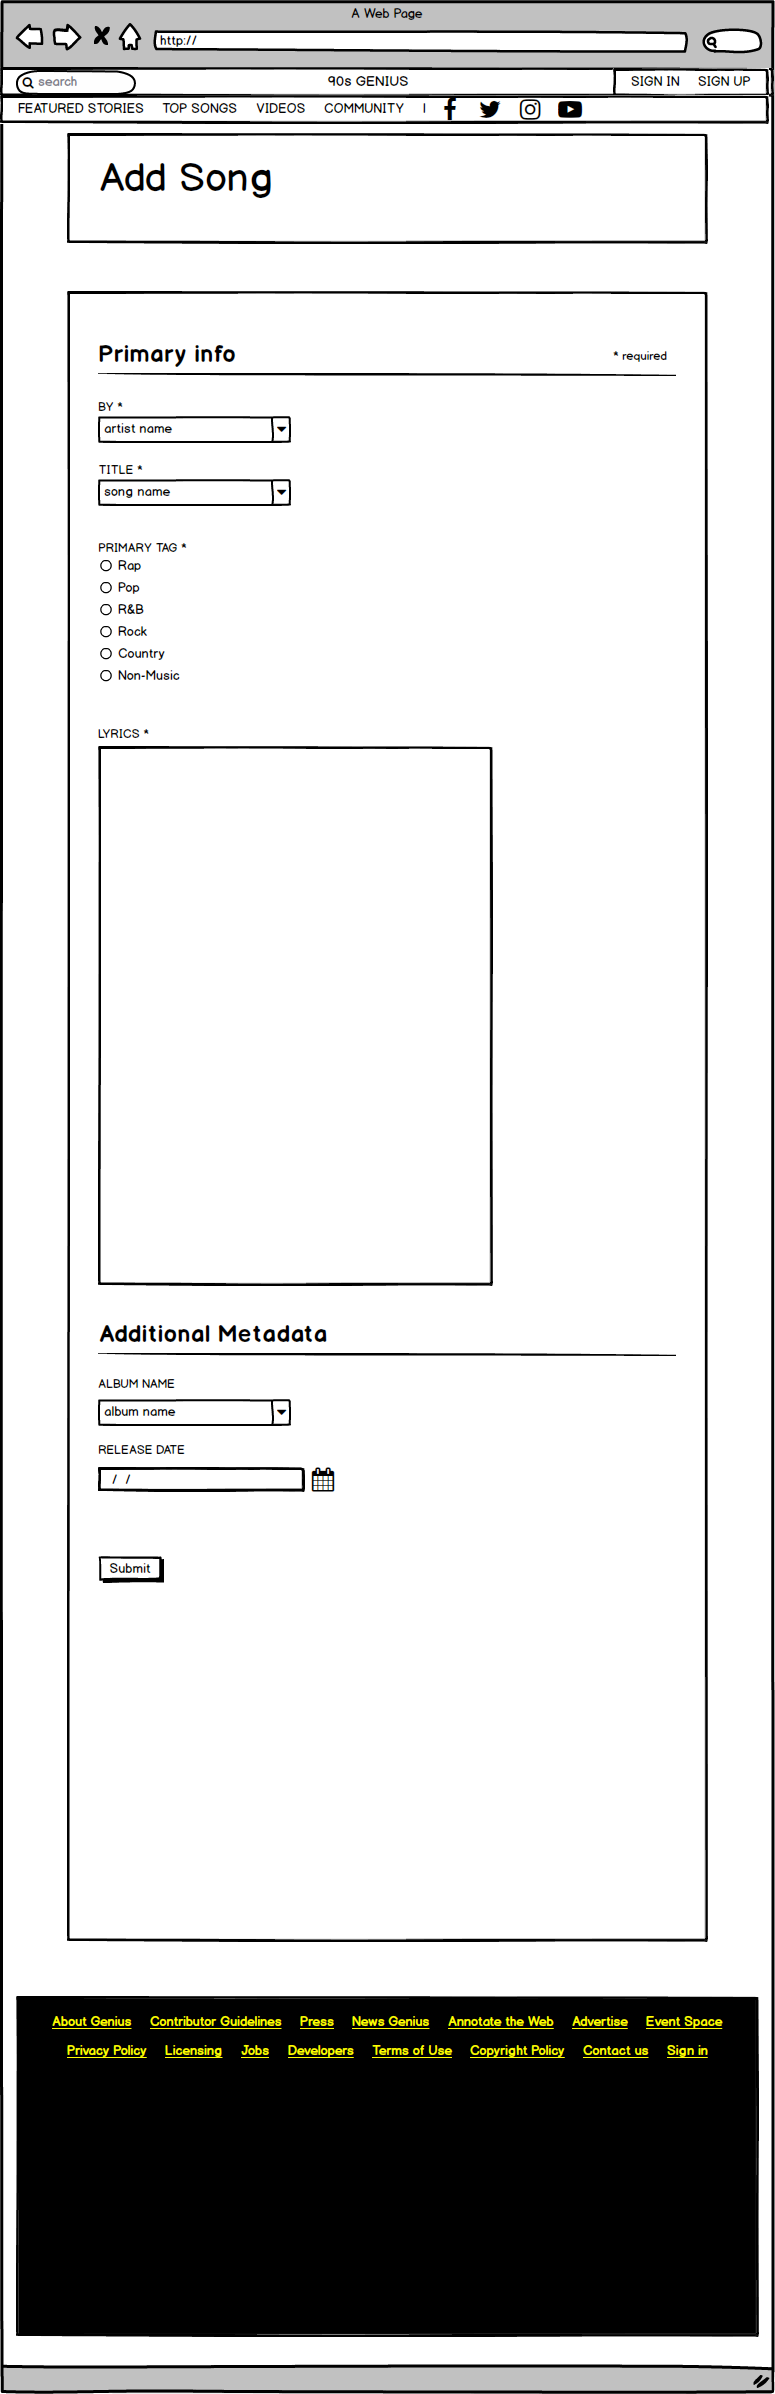 A Web Page
http://
search 90s GENIUS SIGN IN SIGN UP
FEATURED STORIES TOP SONGS VIDEOS COMMUNITY |
Add Song
Primary info * required
BY *
artist name
TITLE *
song name
PRIMARY TAG *
Rap
Pop
R&B
Rock
Country
Non-Music
LYRICS *
Additional Metadata
ALBUM NAME
album name
RELEASE DATE
/ /
Submit
About Genius Contributor Guidelines Press News Genius Annotate the Web Advertise Event Space
Privacy Policy Licensing Jobs Developers Terms of Use Copyright Policy Contact us Sign in